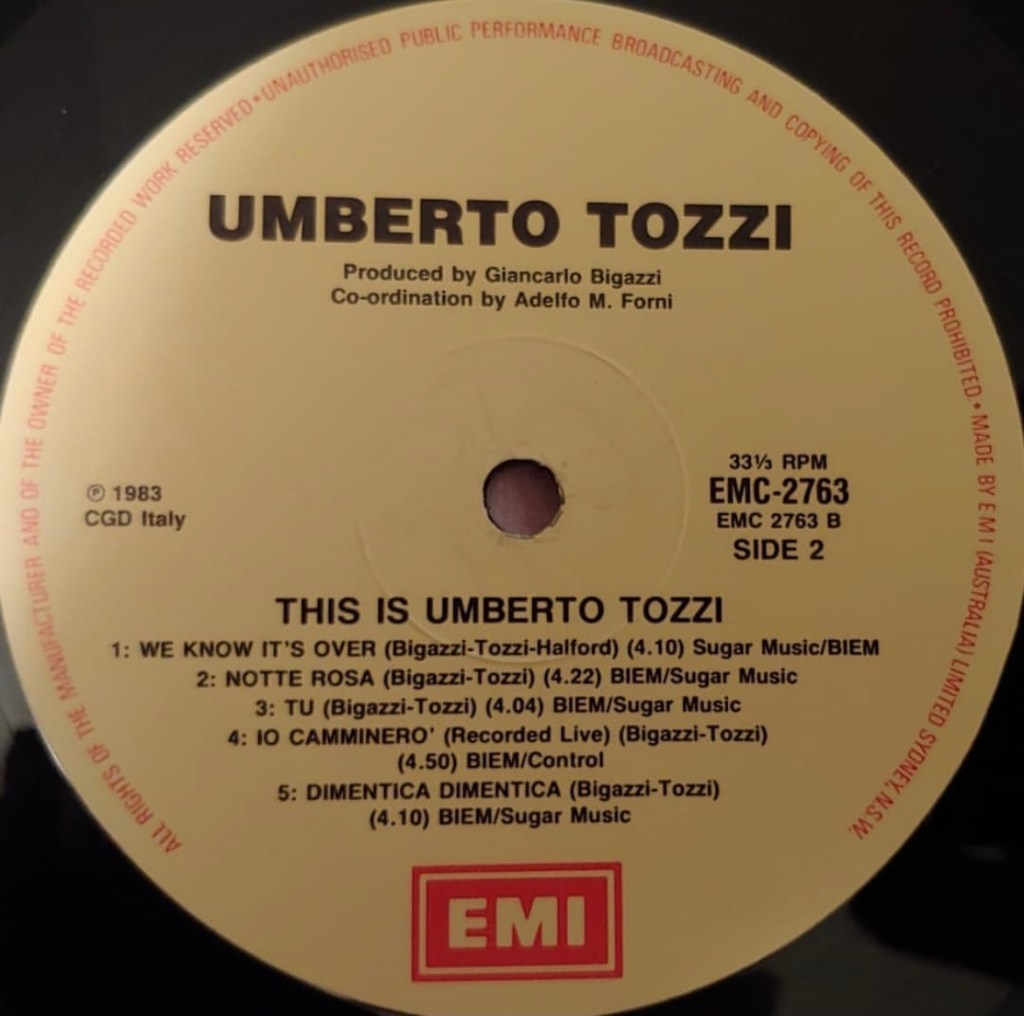 ALL RIGHTS OF THE MANUFACTURER AND OF THE OWNER OF THE RECORDED WORK RESERVED • UNAUTHORISED PUBLIC PERFORMANCE BROADCASTING AND COPYING OF THIS RECORD PROHIBITED. • MADE BY EMI (AUSTRALIA) LIMITED SYDNEY, N.S.W.
UMBERTO TOZZI
Produced by Giancarlo Bigazzi
Co-ordination by Adelfo M. Forni
℗ 1983
CGD Italy
33⅓ RPM
EMC-2763
EMC 2763 B
SIDE 2
THIS IS UMBERTO TOZZI
1: WE KNOW IT'S OVER (Bigazzi-Tozzi-Halford) (4.10) Sugar Music/BIEM
2: NOTTE ROSA (Bigazzi-Tozzi) (4.22) BIEM/Sugar Music
3: TU (Bigazzi-Tozzi) (4.04) BIEM/Sugar Music
4: IO CAMMINERO' (Recorded Live) (Bigazzi-Tozzi)
(4.50) BIEM/Control
5: DIMENTICA DIMENTICA (Bigazzi-Tozzi)
(4.10) BIEM/Sugar Music
EMI